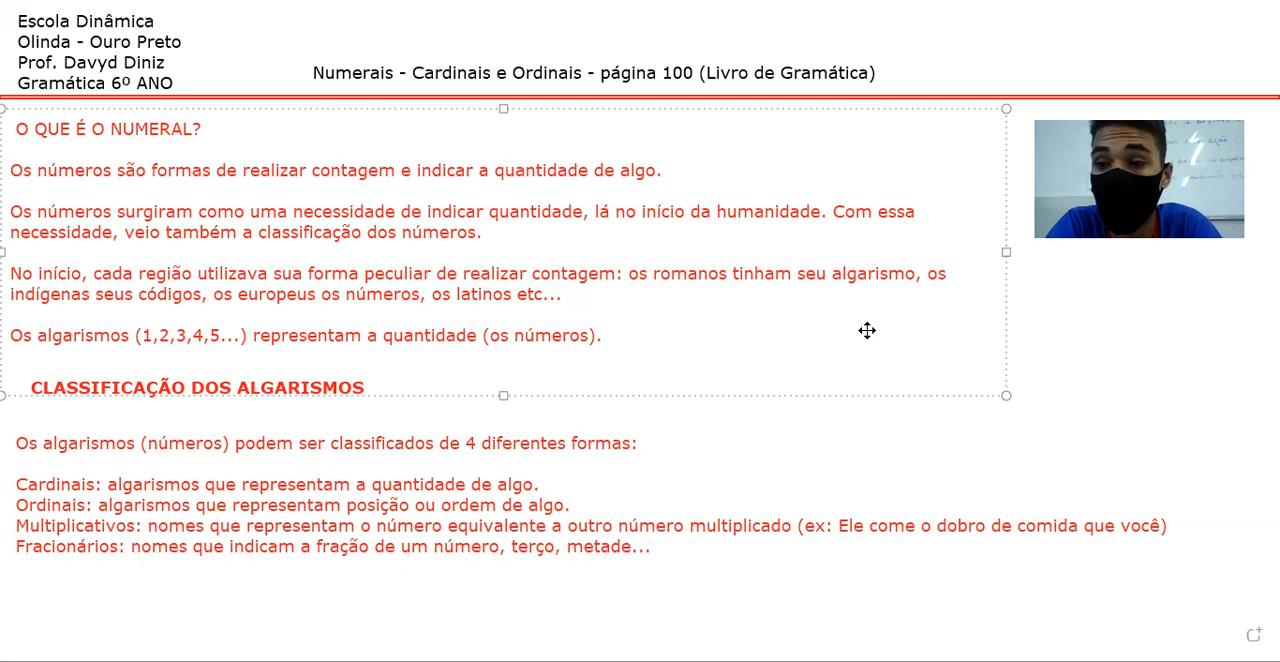 Escola Dinâmica
Olinda - Ouro Preto
Prof. Davyd Diniz
Gramática 6º ANO
Numerais - Cardinais e Ordinais - página 100 (Livro de Gramática)
O QUE É O NUMERAL?
Os números são formas de realizar contagem e indicar a quantidade de algo.
Os números surgiram como uma necessidade de indicar quantidade, lá no início da humanidade. Com essa
necessidade, veio também a classificação dos números.
No início, cada região utilizava sua forma peculiar de realizar contagem: os romanos tinham seu algarismo, os
indígenas seus códigos, os europeus os números, os latinos etc...
Os algarismos (1,2,3,4,5...) representam a quantidade (os números).
CLASSIFICAÇÃO DOS ALGARISMOS
Os algarismos (números) podem ser classificados de 4 diferentes formas:
Cardinais: algarismos que representam a quantidade de algo.
Ordinais: algarismos que representam posição ou ordem de algo.
Multiplicativos: nomes que representam o número equivalente a outro número multiplicado (ex: Ele come o dobro de comida que você)
Fracionários: nomes que indicam a fração de um número, terço, metade...